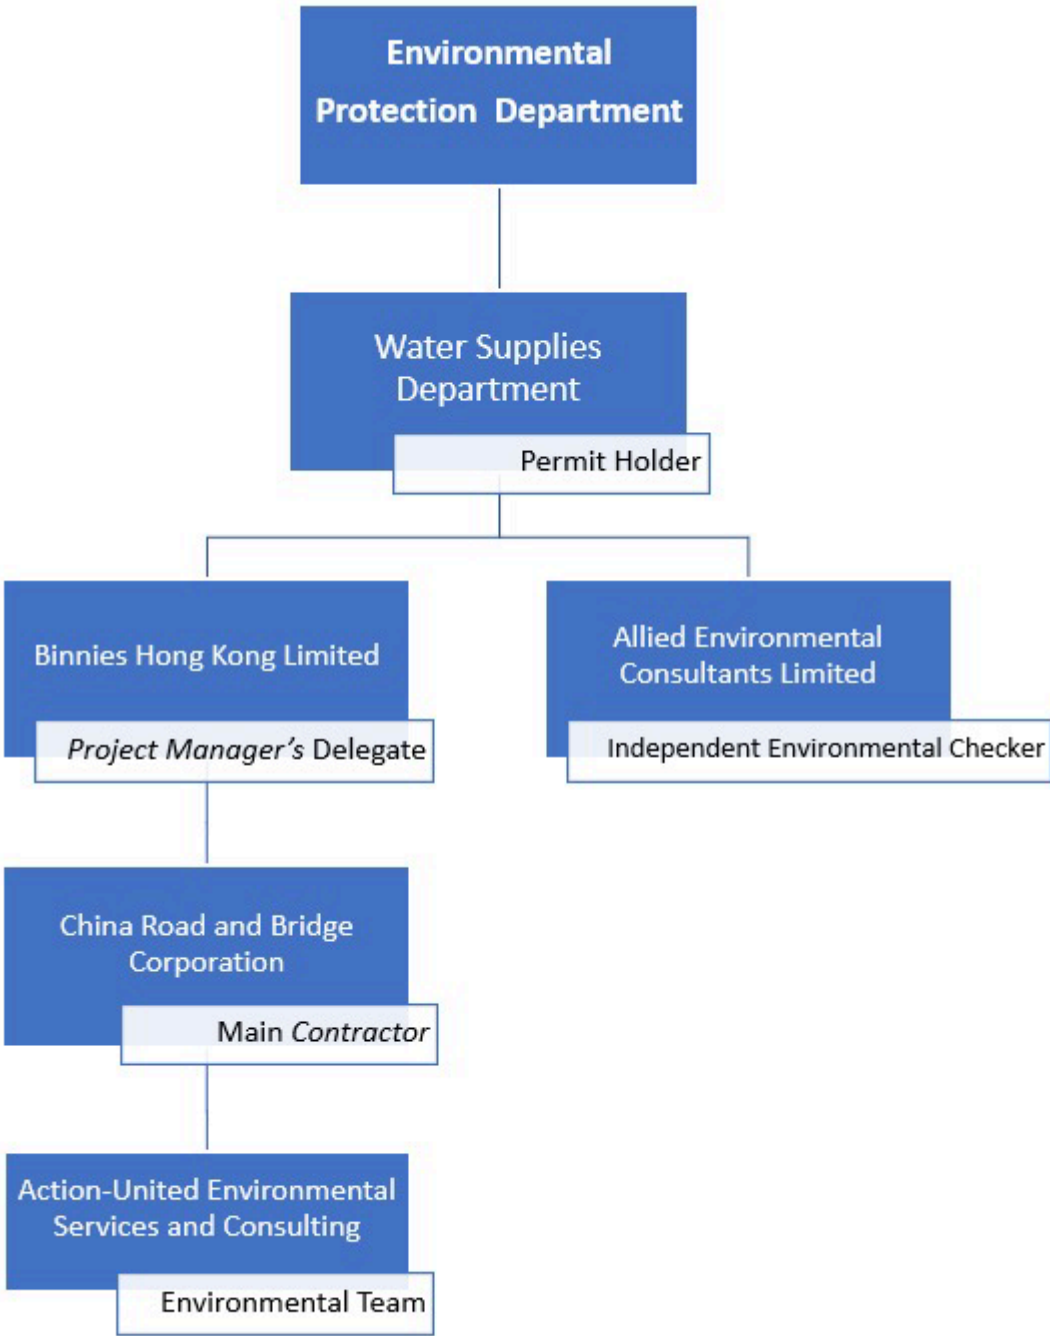 Environmental
Protection Department
Water Supplies
Department
Permit Holder
Binnies Hong Kong Limited
Project Manager’s Delegate
Allied Environmental
Consultants Limited
Independent Environmental Checker
China Road and Bridge
Corporation
Main Contractor
Action-United Environmental
Services and Consulting
Environmental Team